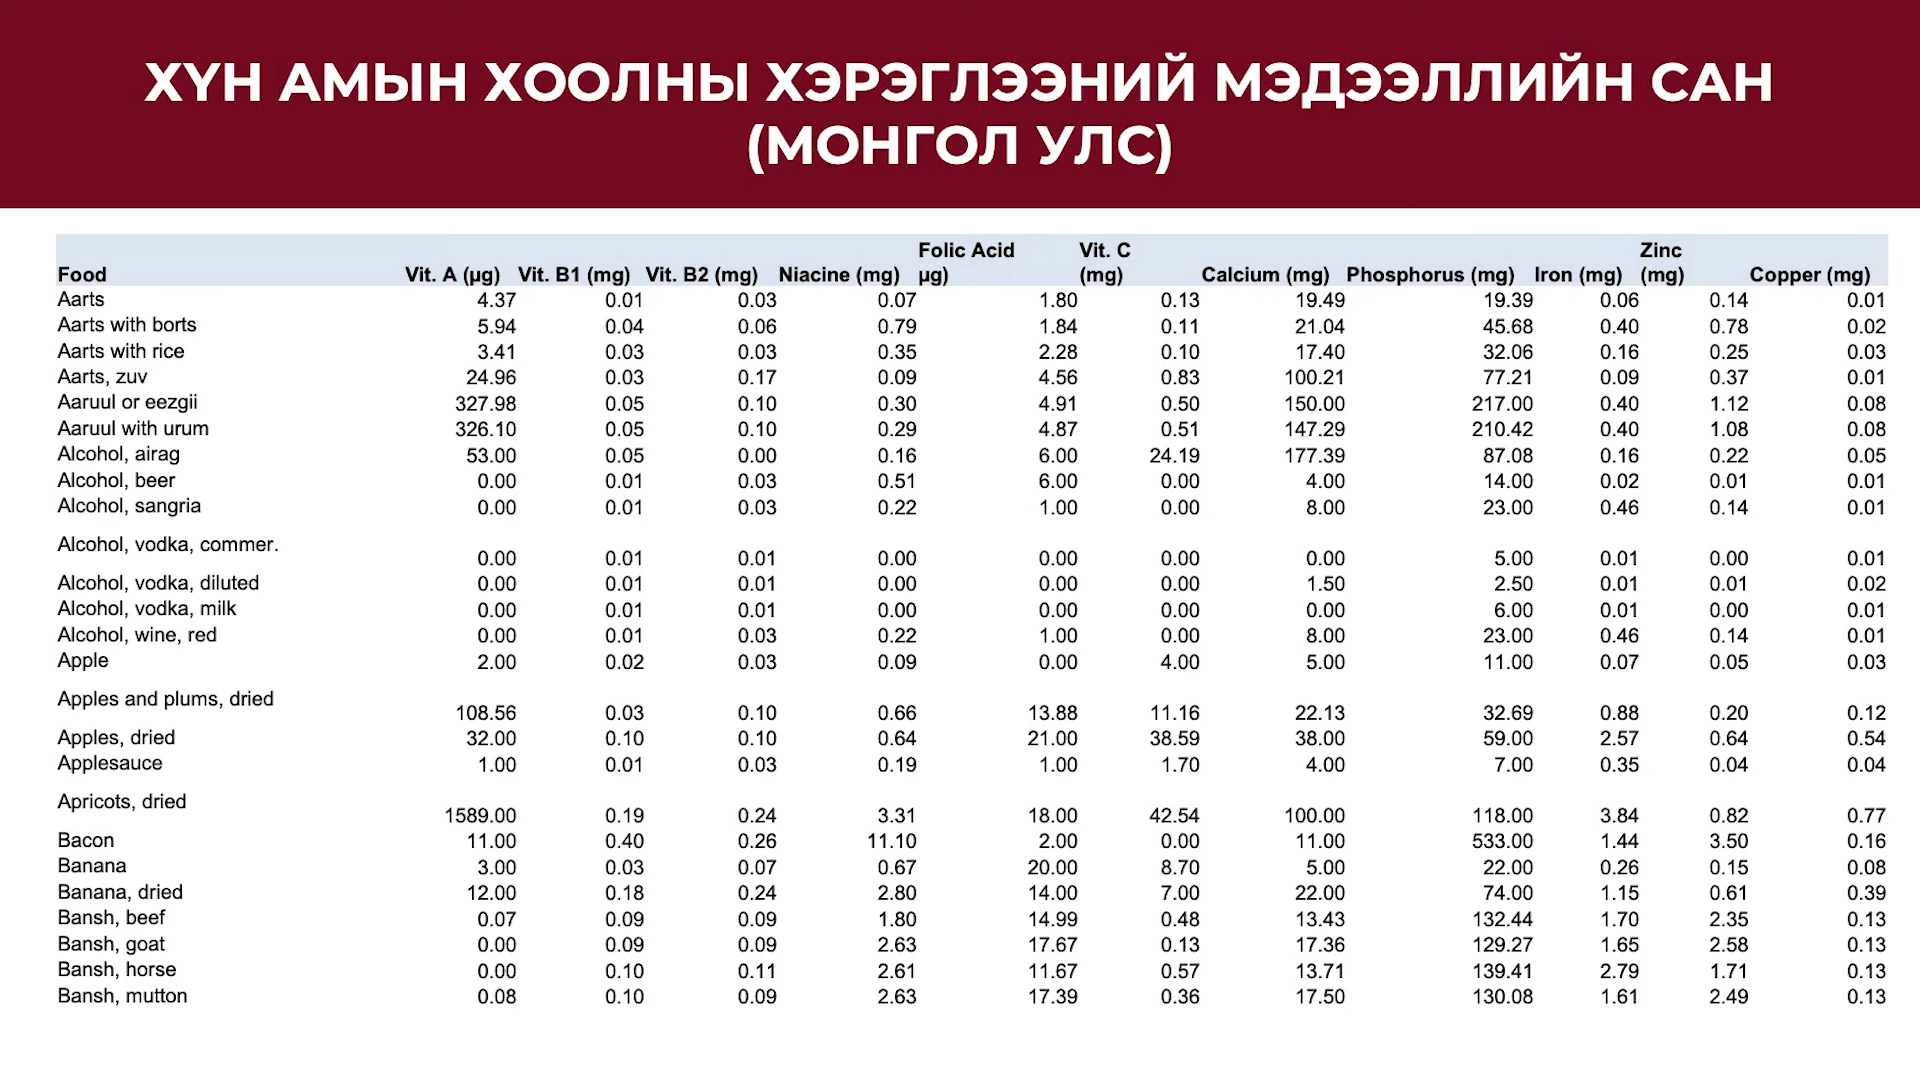 ХҮН АМЫН ХООЛНЫ ХЭРЭГЛЭЭНИЙ МЭДЭЭЛЛИЙН САН
(МОНГОЛ УЛС)
Food Vit. A (µg) Vit. B1 (mg) Vit. B2 (mg) Niacine (mg) Folic Acid µg) Vit. C (mg) Calcium (mg) Phosphorus (mg) Iron (mg) Zinc (mg) Copper (mg)
Aarts 4.37 0.01 0.03 0.07 1.80 0.13 19.49 19.39 0.06 0.14 0.01
Aarts with borts 5.94 0.04 0.06 0.79 1.84 0.11 21.04 45.68 0.40 0.78 0.02
Aarts with rice 3.41 0.03 0.03 0.35 2.28 0.10 17.40 32.06 0.16 0.25 0.03
Aarts, zuv 24.96 0.03 0.17 0.09 4.56 0.83 100.21 77.21 0.09 0.37 0.01
Aaruul or eezgii 327.98 0.05 0.10 0.30 4.91 0.50 150.00 217.00 0.40 1.12 0.08
Aaruul with urum 326.10 0.05 0.10 0.29 4.87 0.51 147.29 210.42 0.40 1.08 0.08
Alcohol, airag 53.00 0.05 0.00 0.16 6.00 24.19 177.39 87.08 0.16 0.22 0.05
Alcohol, beer 0.00 0.01 0.03 0.51 6.00 0.00 4.00 14.00 0.02 0.01 0.01
Alcohol, sangria 0.00 0.01 0.03 0.22 1.00 0.00 8.00 23.00 0.46 0.14 0.01
Alcohol, vodka, commer. 0.00 0.01 0.01 0.00 0.00 0.00 0.00 5.00 0.01 0.00 0.01
Alcohol, vodka, diluted 0.00 0.01 0.01 0.00 0.00 0.00 1.50 2.50 0.01 0.01 0.02
Alcohol, vodka, milk 0.00 0.01 0.01 0.00 0.00 0.00 0.00 6.00 0.01 0.00 0.01
Alcohol, wine, red 0.00 0.01 0.03 0.22 1.00 0.00 8.00 23.00 0.46 0.14 0.01
Apple 2.00 0.02 0.03 0.09 0.00 4.00 5.00 11.00 0.07 0.05 0.03
Apples and plums, dried 108.56 0.03 0.10 0.66 13.88 11.16 22.13 32.69 0.88 0.20 0.12
Apples, dried 32.00 0.10 0.10 0.64 21.00 38.59 38.00 59.00 2.57 0.64 0.54
Applesauce 1.00 0.01 0.03 0.19 1.00 1.70 4.00 7.00 0.35 0.04 0.04
Apricots, dried 1589.00 0.19 0.24 3.31 18.00 42.54 100.00 118.00 3.84 0.82 0.77
Bacon 11.00 0.40 0.26 11.10 2.00 0.00 11.00 533.00 1.44 3.50 0.16
Banana 3.00 0.03 0.07 0.67 20.00 8.70 5.00 22.00 0.26 0.15 0.08
Banana, dried 12.00 0.18 0.24 2.80 14.00 7.00 22.00 74.00 1.15 0.61 0.39
Bansh, beef 0.07 0.09 0.09 1.80 14.99 0.48 13.43 132.44 1.70 2.35 0.13
Bansh, goat 0.00 0.09 0.09 2.63 17.67 0.13 17.36 129.27 1.65 2.58 0.13
Bansh, horse 0.00 0.10 0.11 2.61 11.67 0.57 13.71 139.41 2.79 1.71 0.13
Bansh, mutton 0.08 0.10 0.09 2.63 17.39 0.36 17.50 130.08 1.61 2.49 0.13